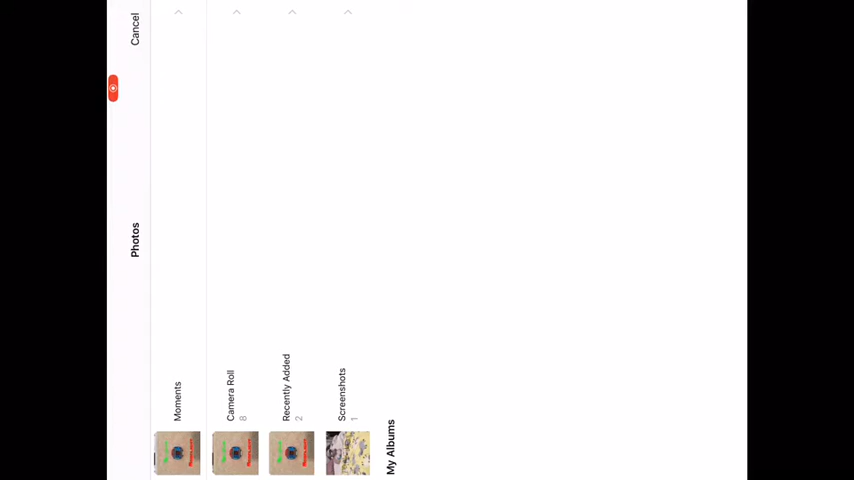 Cancel
Photos
Moments
Camera Roll
8
Recently Added
2
Screenshots
1
My Albums